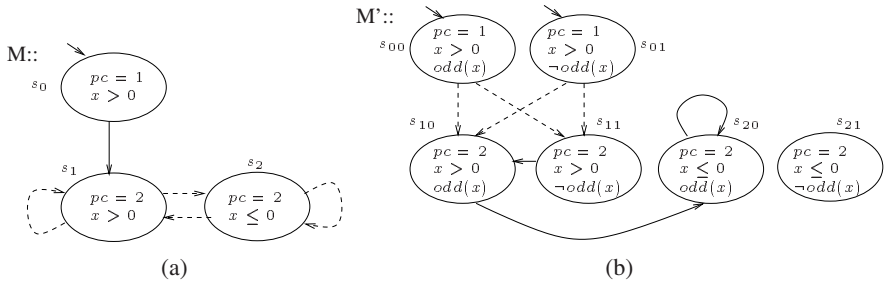 M::
s0
pc = 1
x > 0
s1
pc = 2
x > 0
s2
pc = 2
x ≤ 0
(a)
M'::
s00
pc = 1
x > 0
odd(x)
pc = 1
x > 0
¬odd(x)
s01
s10
pc = 2
x > 0
odd(x)
s11
pc = 2
x > 0
¬odd(x)
s20
pc = 2
x ≤ 0
odd(x)
s21
pc = 2
x ≤ 0
¬odd(x)
(b)